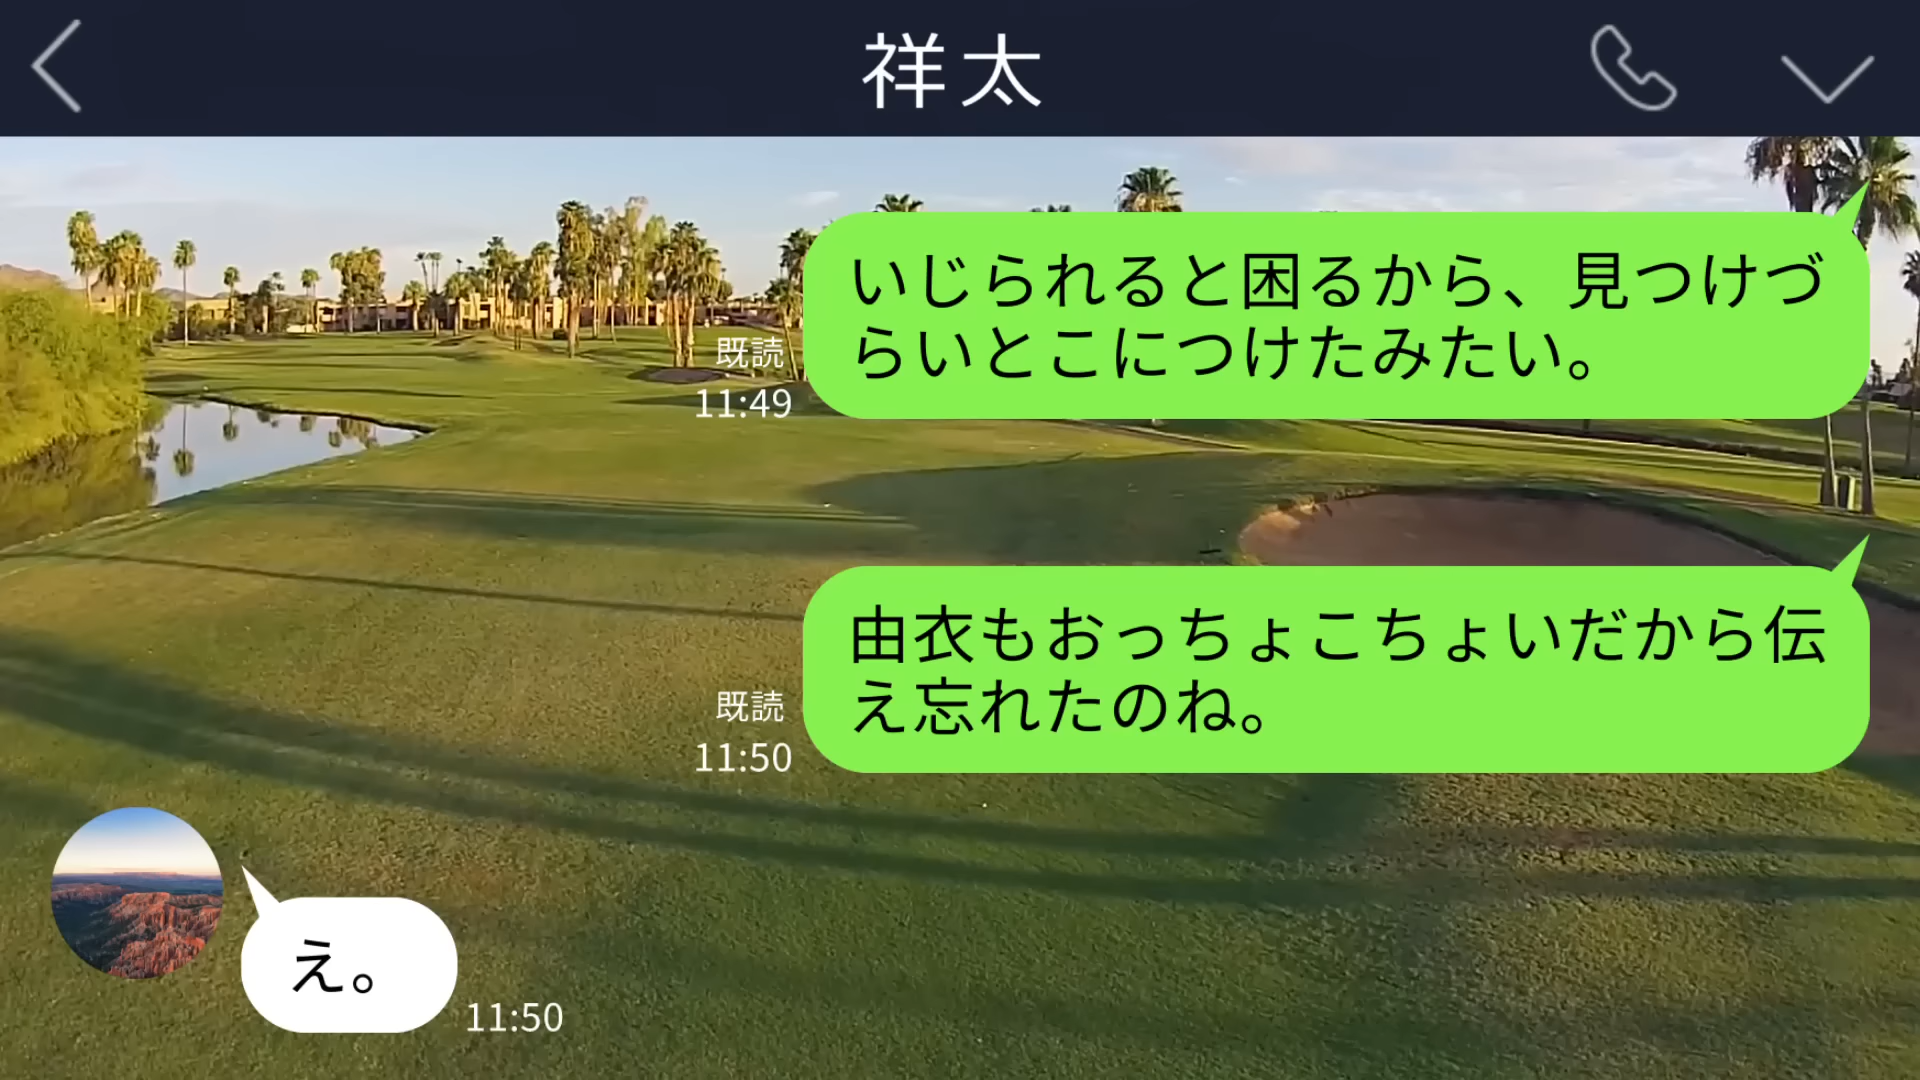 祥太
いじられると困るから、見つけづ
らいとこにつけたみたい。
既読
11:49
由衣もおっちょこちょいだから伝
え忘れたのね。
既読
11:50
え。
11:50